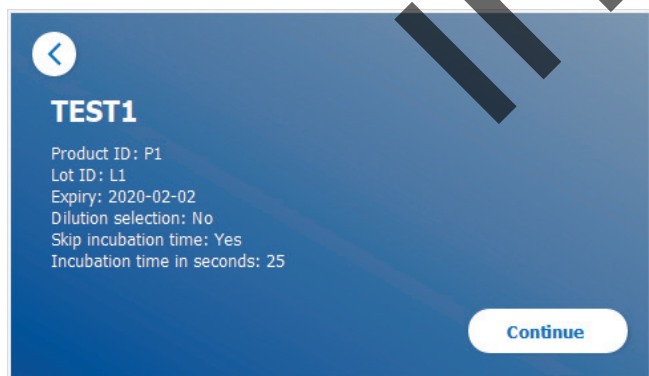 TEST1
Product ID: P1
Lot ID: L1
Expiry: 2020-02-02
Dilution selection: No
Skip incubation time: Yes
Incubation time in seconds: 25
Continue